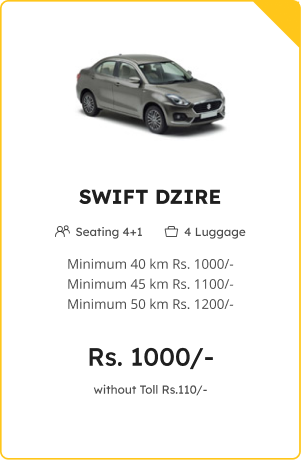 SWIFT DZIRE
Seating 4+1 4 Luggage
Minimum 40 km Rs. 1000/-
Minimum 45 km Rs. 1100/-
Minimum 50 km Rs. 1200/-
Rs. 1000/-
without Toll Rs.110/-